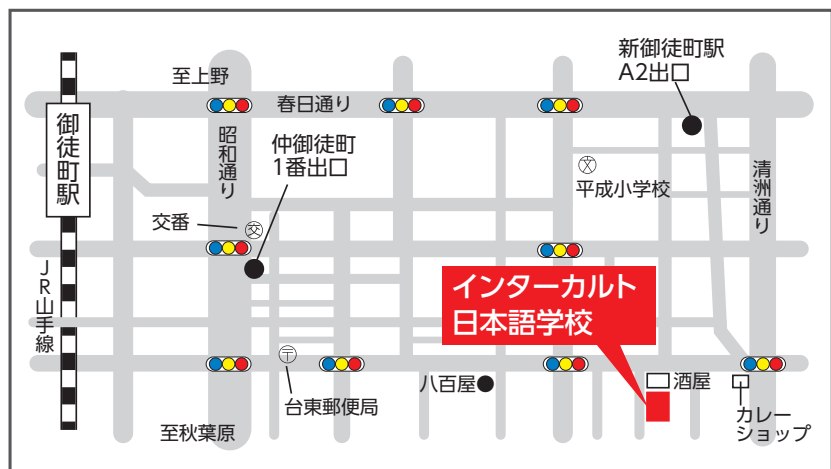 至上野
春日通り
新御徒町駅
A2出口
御徒町駅
昭和通り
仲御徒町
1番出口
文
平成小学校
清洲通り
交番
交
JR山手線
インターカルト
日本語学校
〒
台東郵便局
八百屋
酒屋
カレー
ショップ
至秋葉原